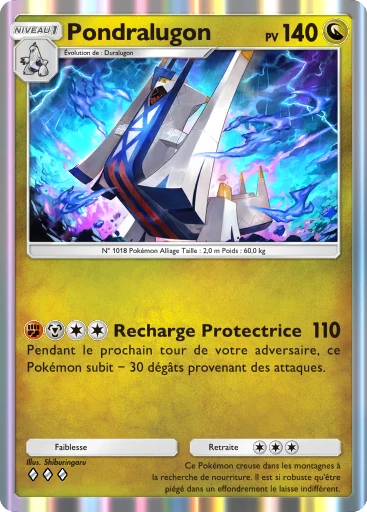 NIVEAU 1
Pondralugon
PV 140
Évolution de : Duralugon
N° 1018 Pokémon Alliage Taille : 2,0 m Poids : 60,0 kg
Recharge Protectrice 110
Pendant le prochain tour de votre adversaire, ce
Pokémon subit − 30 dégâts provenant des attaques.
Faiblesse
Retraite
Illus. Shiburingaru
Ce Pokémon creuse dans les montagnes à
la recherche de nourriture. Il est si robuste qu'être
piégé dans un effondrement le laisse indifférent.